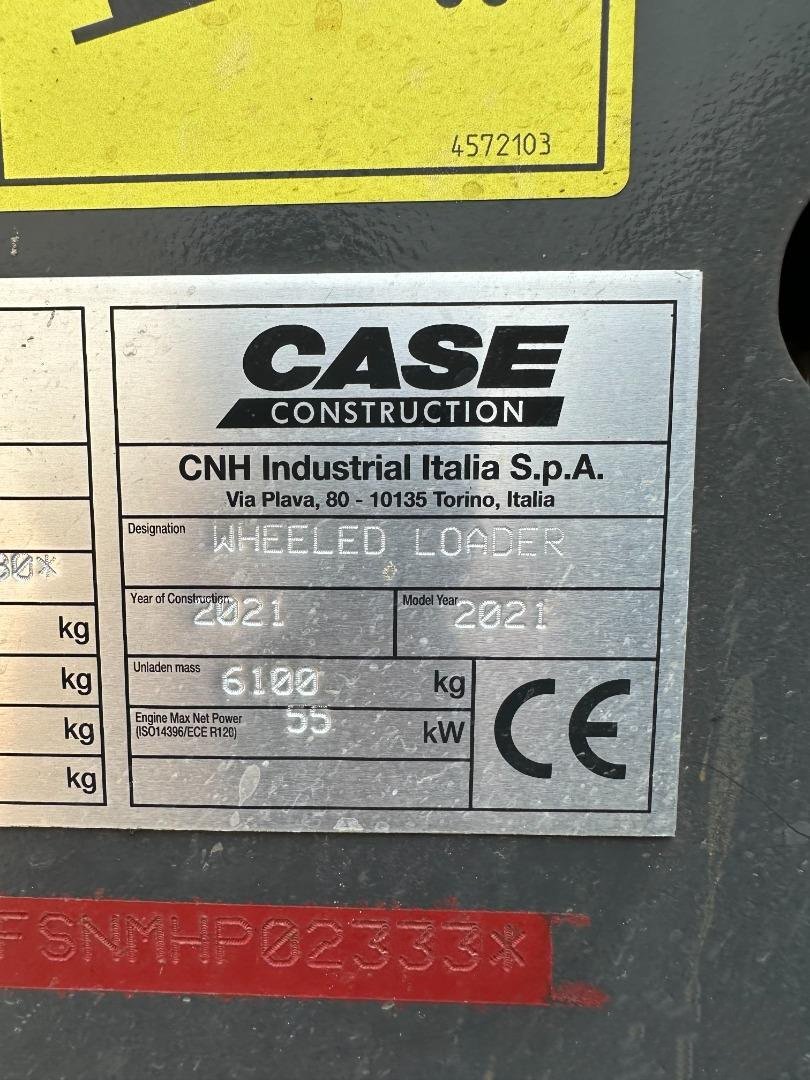 4572103
CASE
CONSTRUCTION
CNH Industrial Italia S.p.A.
Via Plava, 80 - 10135 Torino, Italia
Designation WHEELED LOADER
Year of Construction 2021 Model Year 2021
Unladen mass 6100 kg
Engine Max Net Power 55 kW
(ISO14396/ECE R120)
CE
80*
kg
kg
kg
kg
FSNMHP02333*